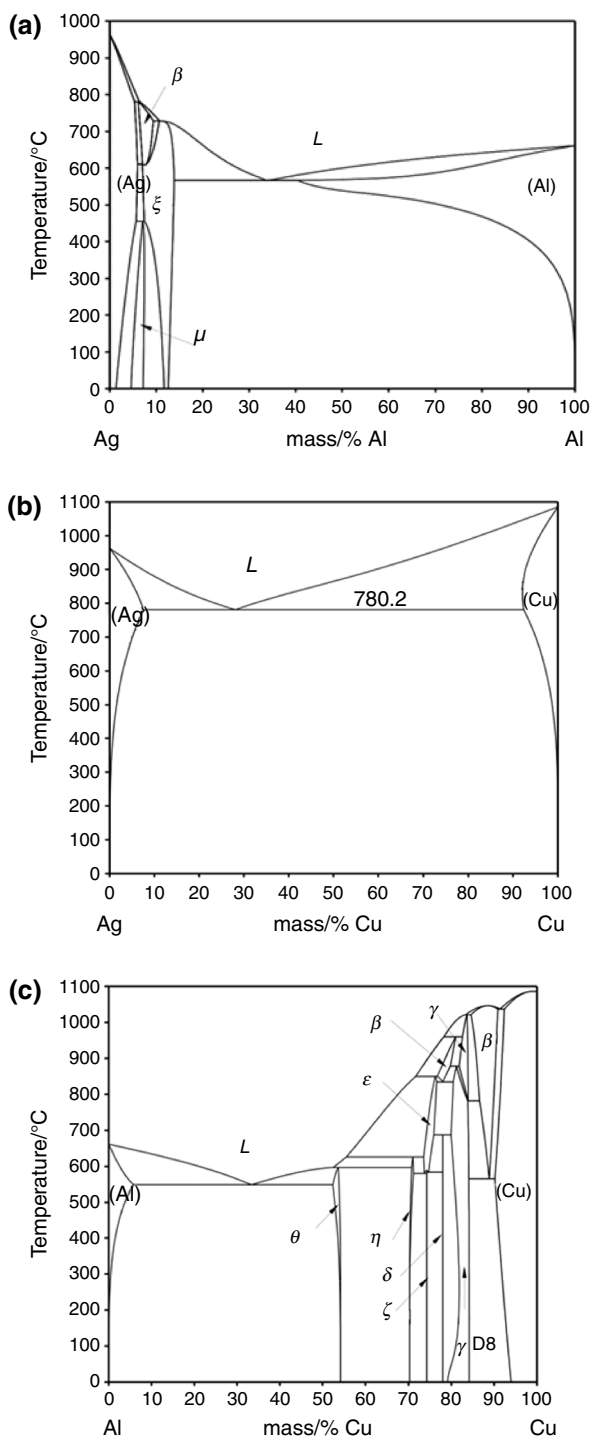 (a)
1000
900
800
700
600
500
400
300
200
100
0
Temperature/°C
β
L
(Ag)
ξ
(Al)
μ
0 10 20 30 40 50 60 70 80 90 100
Ag mass/% Al Al
(b)
1100
1000
900
800
700
600
500
400
300
200
100
0
Temperature/°C
L
780.2
(Ag)
(Cu)
0 10 20 30 40 50 60 70 80 90 100
Ag mass/% Cu Cu
(c)
1100
1000
900
800
700
600
500
400
300
200
100
0
Temperature/°C
γ
β
β
ε
L
(Al)
(Cu)
θ
η
δ
ζ
γ D8
0 10 20 30 40 50 60 70 80 90 100
Al mass/% Cu Cu